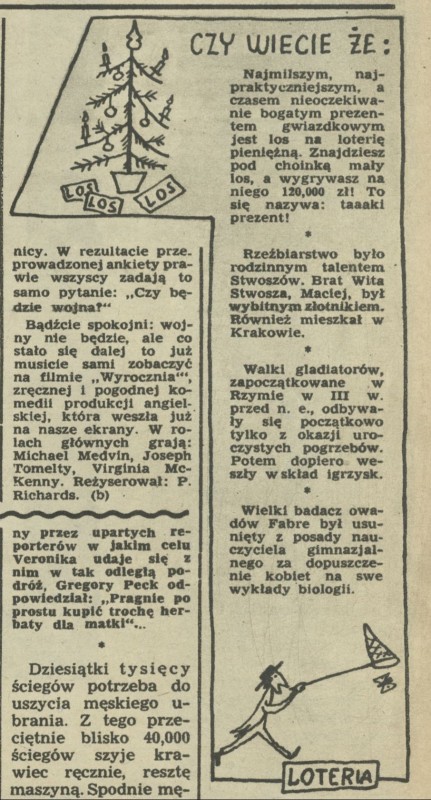 CZY WIECIE ŻE:
Najmilszym, naj-
praktyczniejszym, a
czasem nieoczekiwa-
nie bogatym prezen-
tem gwiazdkowym
jest los na loterię
pieniężną. Znajdziesz
pod choinką mały
los, a wygrywasz na
niego 120,000 zł! To
się nazywa: taaaki
prezent!
*
Rzeźbiarstwo było
rodzinnym talentem
Stwoszów. Brat Wita
Stwosza, Maciej, był
wybitnym złotnikiem.
Również mieszkał w
Krakowie.
*
Walki gladiatorów,
zapoczątkowane w
Rzymie w III w.
przed n. e., odbywa-
ły się początkowo
tylko z okazji uro-
czystych pogrzebów.
Potem dopiero we-
szły w skład igrzysk.
*
Wielki badacz owa-
dów Fabre był usu-
nięty z posady nau-
czyciela gimnazjal-
nego za dopuszcze-
nie kobiet na swe
wykłady biologii.
LOTERIA
LOS
LOS
LOS
nicy. W rezultacie prze-
prowadzonej ankiety pra-
wie wszyscy zadają to
samo pytanie: „Czy bę-
dzie wojna?"
Bądźcie spokojni: woj-
ny nie będzie, ale co
stało się dalej to już
musicie sami zobaczyć
na filmie „Wyrocznia"',
zręcznej i pogodnej ko-
medii produkcji angiel-
skiej, która weszła już
na nasze ekrany. W ro-
lach głównych grają:
Michael Medvin, Joseph
Tomelty, Virginia Mc-
Kenny. Reżyserował: P.
Richards. (b)
ny przez upartych re-
porterów w jakim celu
Veronika udaje się z
nim w tak odległą po-
dróż, Gregory Peck od-
powiedział: „Pragnie po
prostu kupić trochę her-
baty dla matki"...
*
Dziesiątki tysięcy
ściegów potrzeba do
uszycia męskiego u-
brania. Z tego prze-
ciętnie blisko 40,000
ściegów szyje kra-
wiec ręcznie, resztę
maszyną. Spodnie mę-